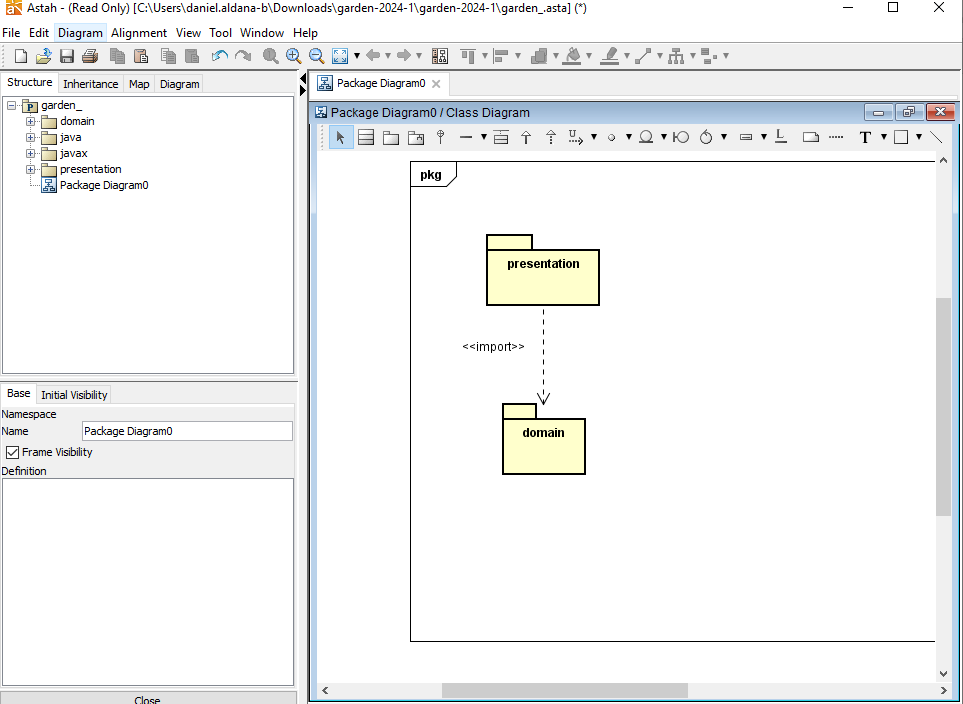 Astah - (Read Only) [C:\Users\daniel.aldana-b\Downloads\garden-2024-1\garden-2024-1\garden_.asta] (*)
File Edit Diagram Alignment View Tool Window Help
Structure Inheritance Map Diagram
garden_
domain
java
javax
presentation
Package Diagram0
Base Initial Visibility
Namespace
Name Package Diagram0
Frame Visibility
Definition
Close
Package Diagram0
Package Diagram0 / Class Diagram
T
pkg
presentation
<<import>>
domain